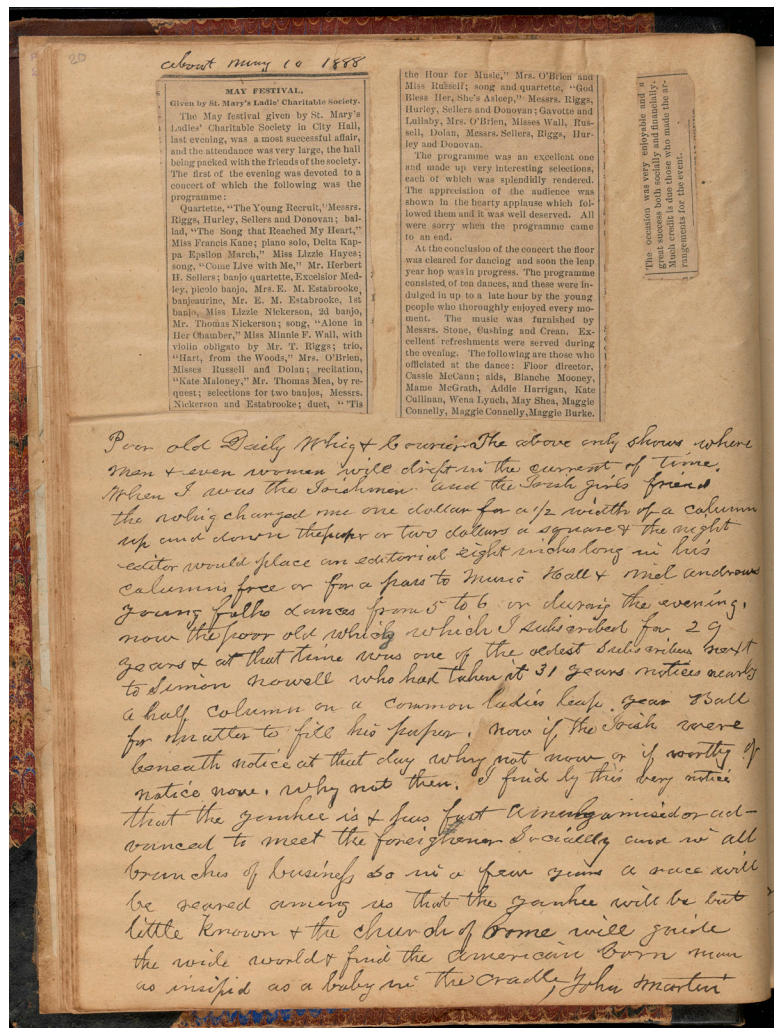 20
about may 10 1888
MAY FESTIVAL.
Given by St. Mary's Ladie' Charitable Society.
The May festival given by St. Mary's
Ladies' Charitable Society in City Hall,
last evening, was a most successful affair,
and the attendance was very large, the hall
being packed with the friends of the society.
The first of the evening was devoted to a
concert of which the following was the
programme:
Quartette, "The Young Recruit," Messrs.
Riggs, Hurley, Sellers and Donovan; bal-
lad, "The Song that Reached My Heart,"
Miss Francis Kane; piano solo, Delta Kap-
pa Epsilon March," Miss Lizzie Hayes;
song, "Come Live with Me," Mr. Herbert
H. Sellers; banjo quartette, Excelsior Med-
ley, picolo banjo, Mrs. E. M. Estabrooke,
banjeaurine, Mr. E. M. Estabrooke, 1st
banjo, Miss Lizzie Nickerson, 2d banjo,
Mr. Thomas Nickerson; song, "Alone in
Her Chamber," Miss Minnie F. Wall, with
violin obligato by Mr. T. Riggs; trio,
"Hart, from the Woods," Mrs. O'Brien,
Misses Russell and Dolan; recitation,
"Kate Maloney," Mr. Thomas Mea, by re-
quest; selections for two banjos, Messrs.
Nickerson and Estabrooke; duet, "'Tis
the Hour for Music," Mrs. O'Brien and
Miss Russell; song and quartette, "God
Bless Her, She's Asleep," Messrs. Riggs,
Hurley, Sellers and Donovan; Gavotte and
Lullaby, Mrs. O'Brien, Misses Wall, Rus-
sell, Dolan, Messrs. Sellers, Riggs, Hur-
ley and Donovan.
The programme was an excellent one
and made up very interesting selections,
each of which was splendidly rendered.
The appreciation of the audience was
shown in the hearty applause which fol-
lowed them and it was well deserved. All
were sorry when the programme came
to an end.
At the conclusion of the concert the floor
was cleared for dancing and soon the leap
year hop was in progress. The programme
consisted of ten dances, and these were in-
dulged in up to a late hour by the young
people who thoroughly enjoyed every mo-
ment. The music was furnished by
Messrs. Stone, Cushing and Crean. Ex-
cellent refreshments were served during
the evening. The following are those who
officiated at the dance: Floor director,
Cassie McCann; aids, Blanche Mooney,
Mame McGrath, Addie Harrigan, Kate
Cullinan, Wena Lynch, May Shea, Maggie
Connelly, Maggie Connelly, Maggie Burke.
The occasion was very enjoyable and a
great success both socially and financially.
Much credit is due those who made the ar-
rangements for the event.
Poor old Daily Whig & Courier. The above only shows where
men & even women will drift in the current of time.
When I was the Irishmen and the Irish girls friend
the whig charged me one dollar for a 1/2 width of a column
up and down the paper or two dollars a square & the night
editor would place an editorial eight inches long in his
columns free or for a pass to Music Hall & mid andrews
young folks dances from 5 to 6 or during the evening.
now the poor old whig which I subscribed for 29
years & at that time was one of the oldest subscribers next
to Simon nowell who had taken it 31 years notices nearly
a half column on a common ladies leap year Ball
for matter to fill his paper. now if the Irish were
beneath notice at that day why not now or if worthy of
notice now. why not then. I find by this very notice
that the yankee is & has fast amalgamised or ad-
vanced to meet the foreighener Socially and in all
branches of business so in a few years a race will
be reared among us that the yankee will be but
little known & the church of rome will guide
the wide world & find the american born man
as insipid as a baby in the cradle, John Martin